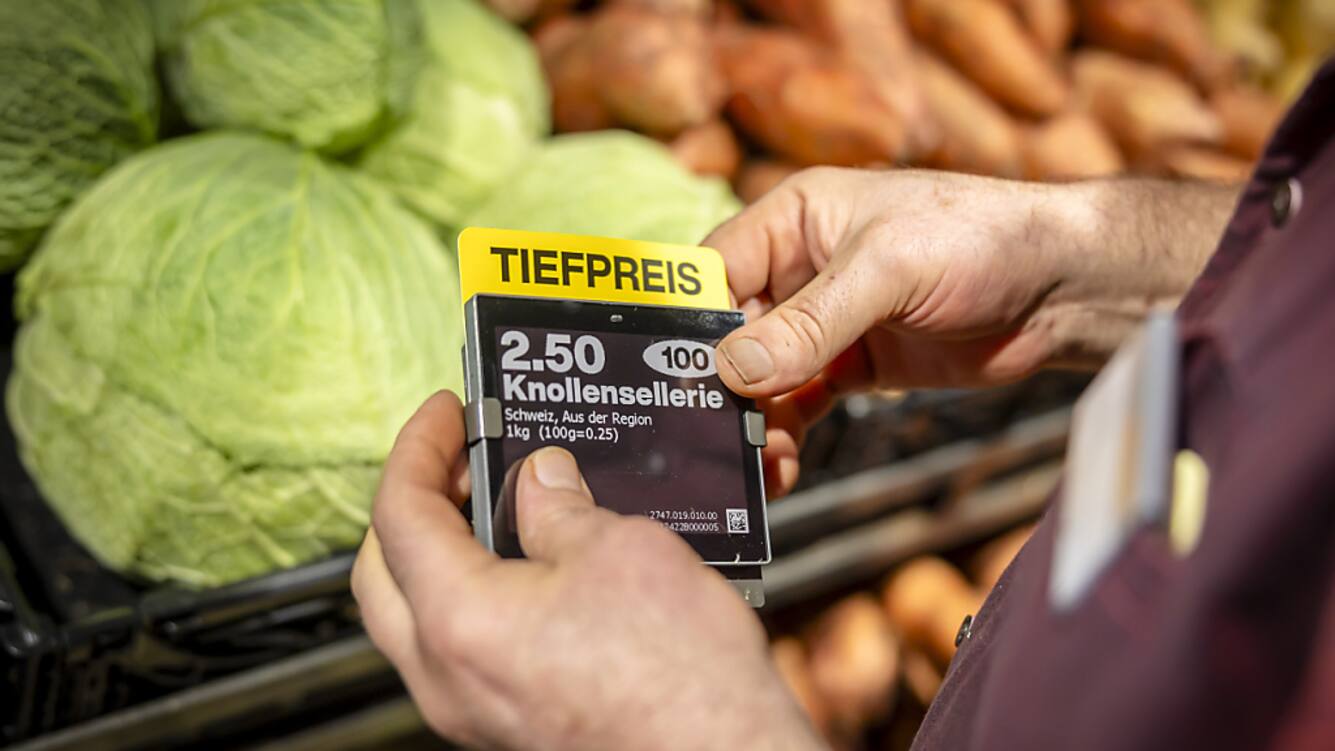 TIEFPREIS
2.50 100
Knollensellerie
Schweiz, Aus der Region
1kg (100g=0.25)
2747.019.010.00